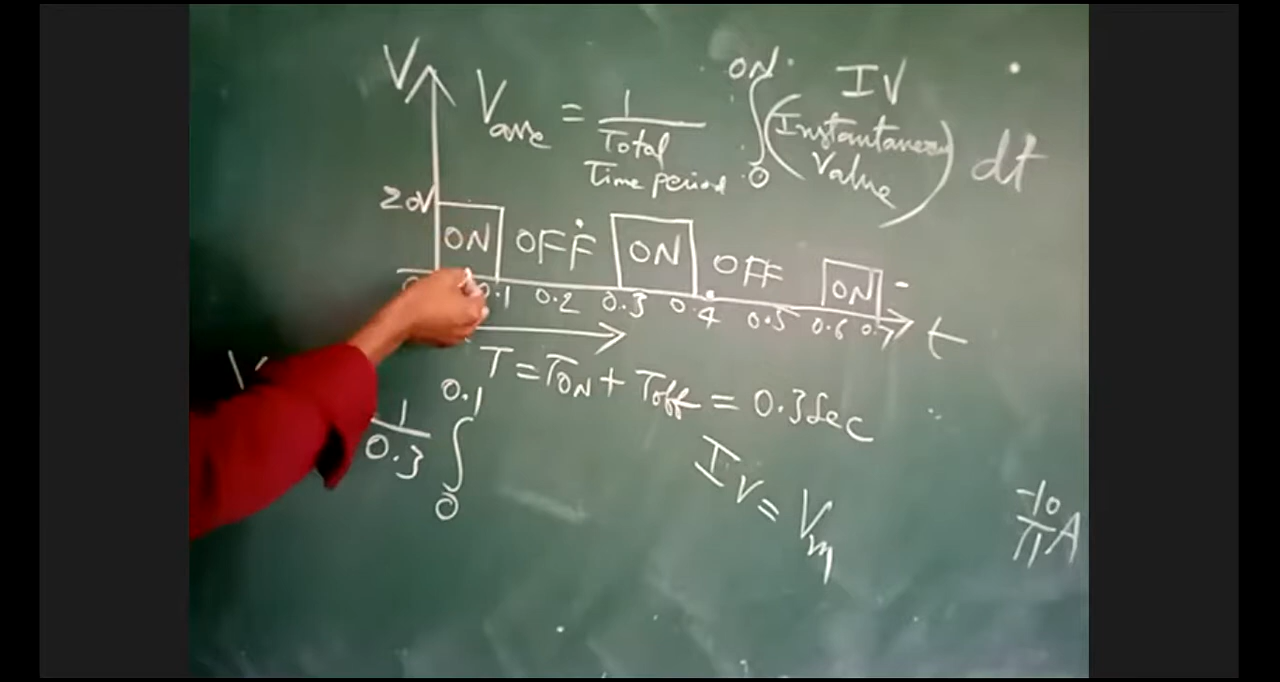 V
Vave = 1/Total Time period ∫0^ON (IV Instantaneous Value) dt
20V
ON OFF ON OFF ON
0.1 0.2 0.3 0.4 0.5 0.6 0.7 t
T = TON + Toff = 0.3 Sec
1/0.3 ∫0^0.1
IV = Vm
-10/π A